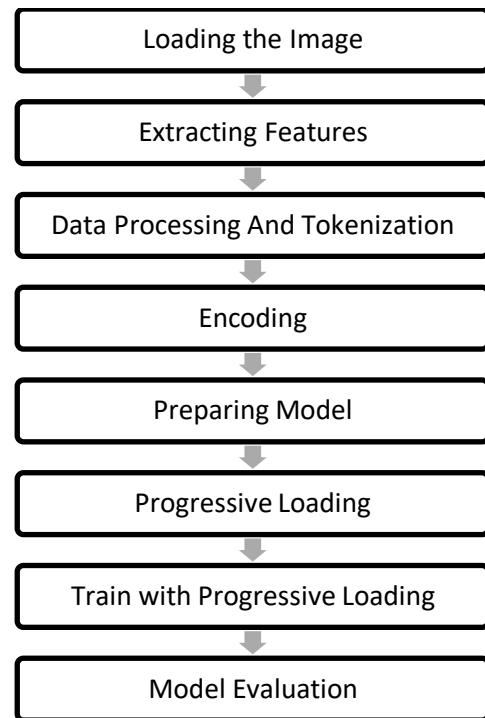 Loading the Image
Extracting Features
Data Processing And Tokenization
Encoding
Preparing Model
Progressive Loading
Train with Progressive Loading
Model Evaluation